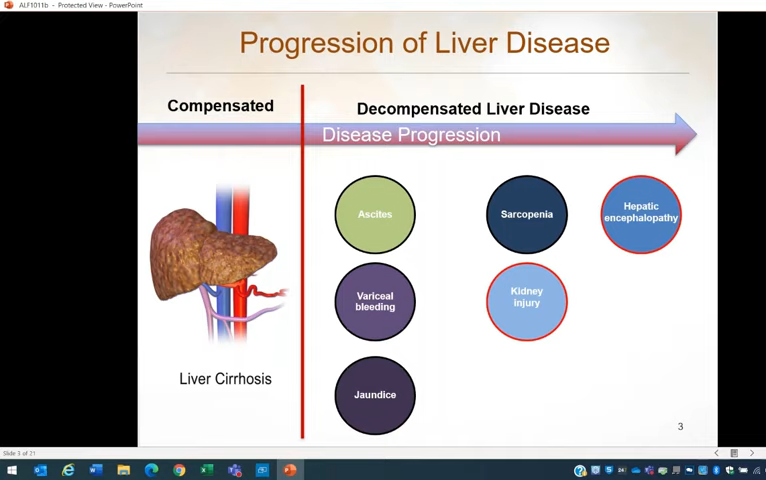 ALF1011b - Protected View - PowerPoint
Progression of Liver Disease
Compensated
Decompensated Liver Disease
Disease Progression
Ascites
Sarcopenia
Hepatic
encephalopathy
Variceal
bleeding
Kidney
injury
Liver Cirrhosis
Jaundice
3
Slide 3 of 21